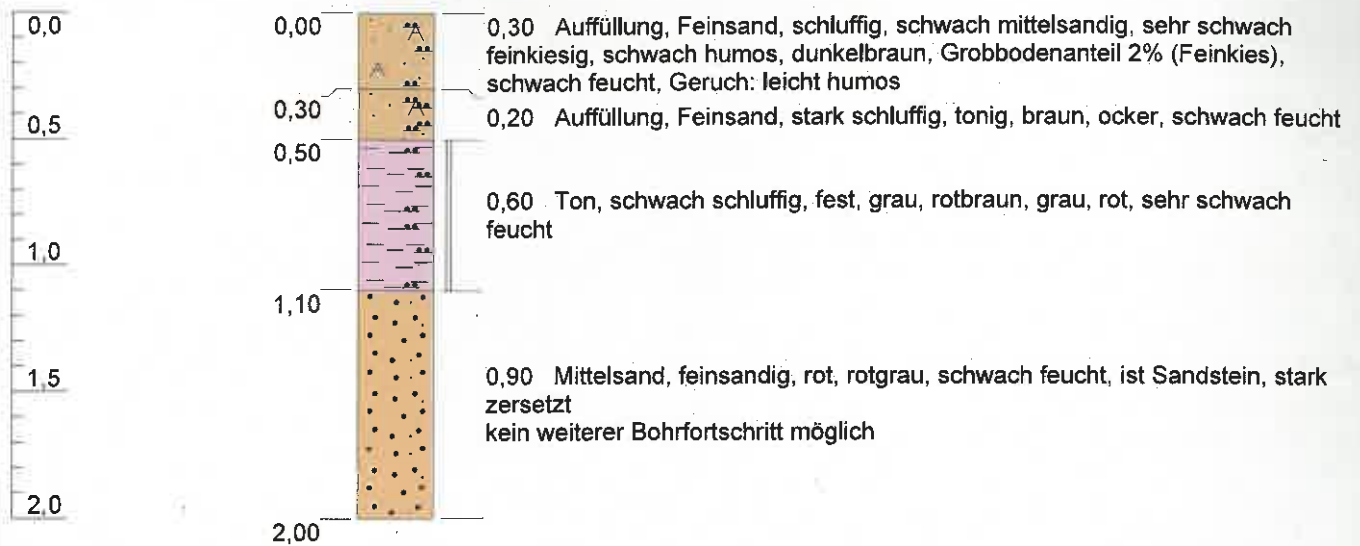 0,0
0,00
0,30 Auffüllung, Feinsand, schluffig, schwach mittelsandig, sehr schwach
feinkiesig, schwach humos, dunkelbraun, Grobbodenanteil 2% (Feinkies),
schwach feucht, Geruch: leicht humos
A
A
0,30
A
0,20 Auffüllung, Feinsand, stark schluffig, tonig, braun, ocker, schwach feucht
0,5
0,50
0,60 Ton, schwach schluffig, fest, grau, rotbraun, grau, rot, sehr schwach
feucht
1,0
1,10
0,90 Mittelsand, feinsandig, rot, rotgrau, schwach feucht, ist Sandstein, stark
zersetzt
kein weiterer Bohrfortschritt möglich
1,5
2,0
2,00